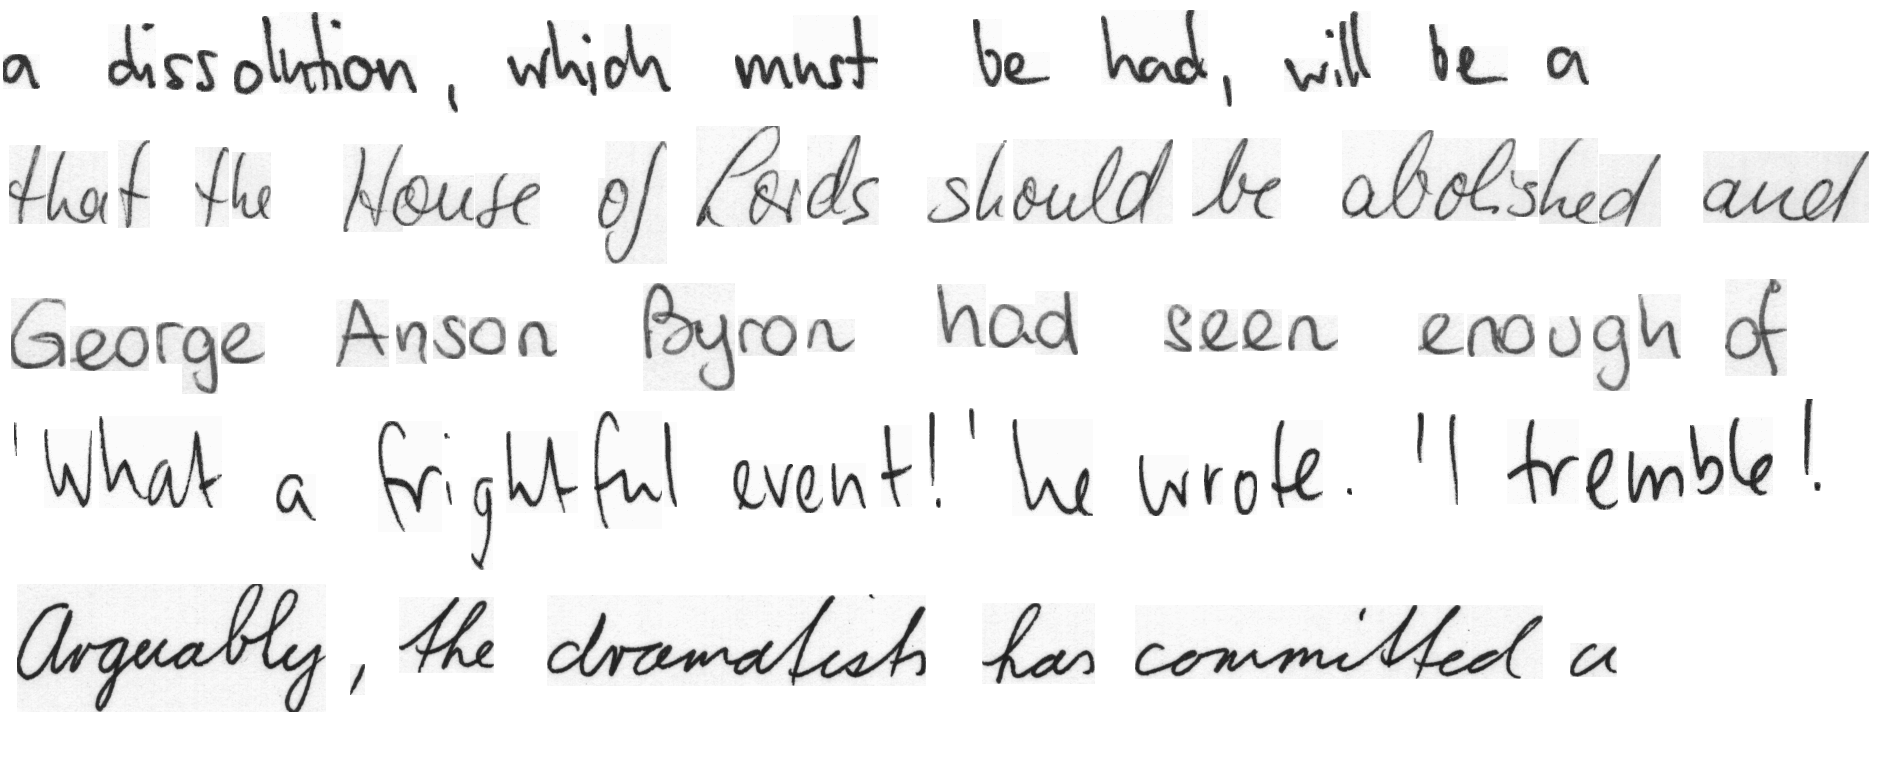 a dissolution, which must be had, will be a
that the House of Lords should be abolished and
George Anson Byron had seen enough of
'What a frightful event!' he wrote. "I tremble!
Arguably, the dramatists has committed a